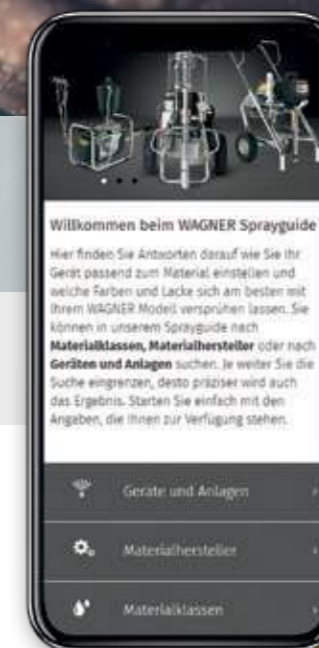 Willkommen beim WAGNER Sprayguide
Hier finden Sie Antworten darauf wie Sie Ihr
Gerät passend zum Material einstellen und
welche Farben und Lacke sich am besten mit
Ihrem WAGNER Modell versprühen lassen. Sie
können in unserem Sprayguide nach
Materialklassen, Materialhersteller oder nach
Geräten und Anlagen suchen. Je weiter Sie die
Suche eingrenzen, desto präziser wird auch
das Ergebnis. Starten Sie einfach mit den
Angaben, die Ihnen zur Verfügung stehen.
Geräte und Anlagen
Materialhersteller
Materialklassen